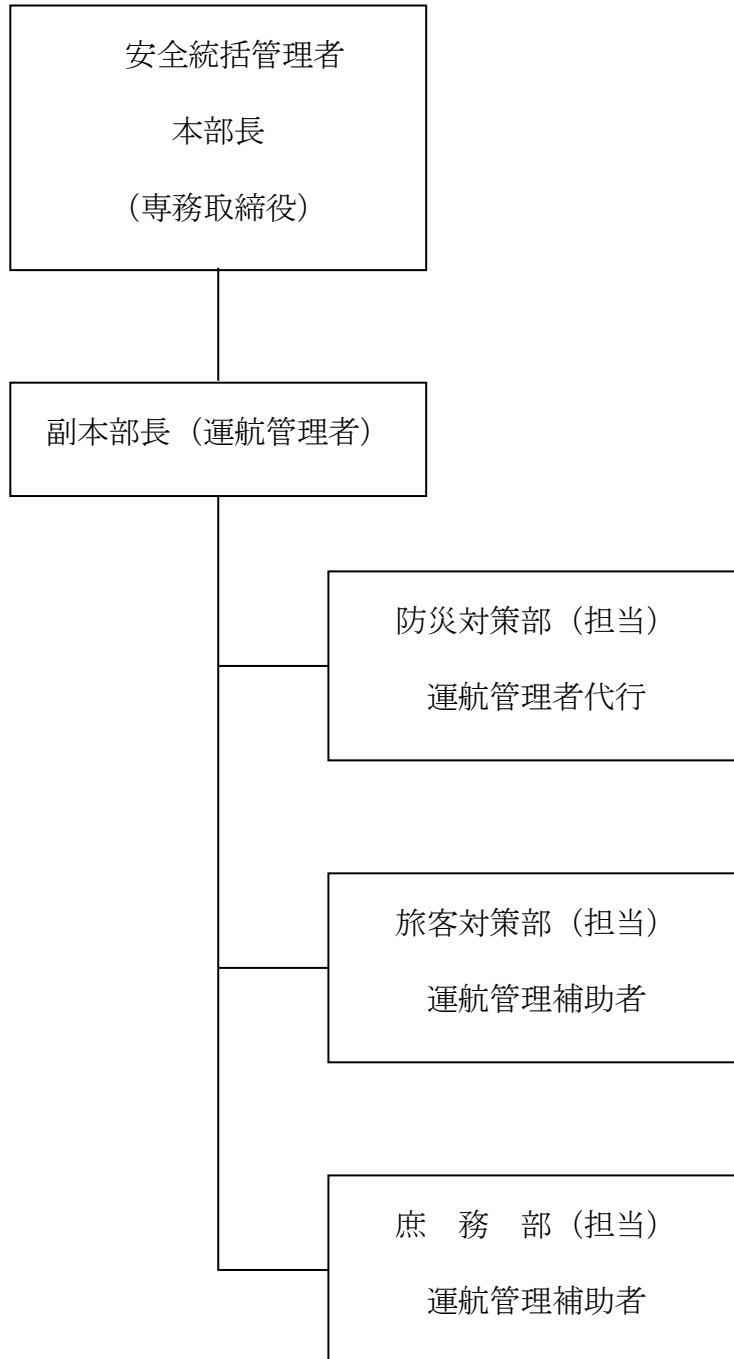 安全統括管理者
本部長
（専務取締役）
副本部長（運航管理者）
防災対策部（担当）
運航管理者代行
旅客対策部（担当）
運航管理補助者
庶　務　部（担当）
運航管理補助者